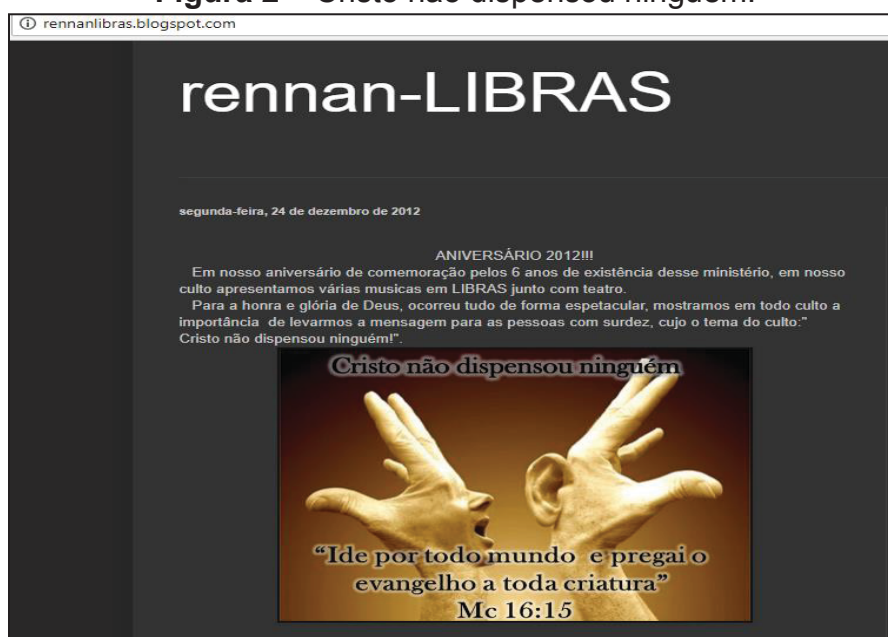 Figura 2 – Cristo não dispensou ninguém.
rennanlibras.blogspot.com
rennan-LIBRAS
segunda-feira, 24 de dezembro de 2012
ANIVERSÁRIO 2012!!!
Em nosso aniversário de comemoração pelos 6 anos de existência desse ministério, em nosso
culto apresentamos várias musicas em LIBRAS junto com teatro.
Para a honra e glória de Deus, ocorreu tudo de forma espetacular, mostramos em todo culto a
importância de levarmos a mensagem para as pessoas com surdez, cujo o tema do culto:"
Cristo não dispensou ninguém!".
Cristo não dispensou ninguém
“Ide por todo mundo e pregai o
evangelho a toda criatura”
Mc 16:15